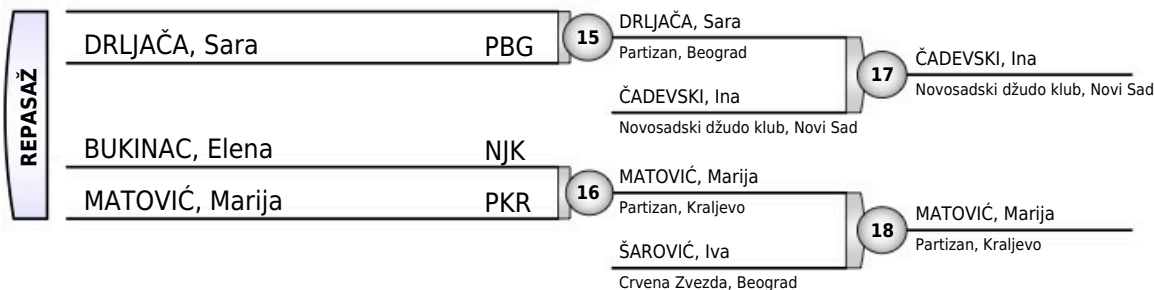 REPASAŽ
DRLJAČA, Sara PBG
BUKINAC, Elena NJK
MATOVIĆ, Marija PKR
15
DRLJAČA, Sara
Partizan, Beograd
ČADEVSKI, Ina
Novosadski džudo klub, Novi Sad
16
MATOVIĆ, Marija
Partizan, Kraljevo
ŠAROVIĆ, Iva
Crvena Zvezda, Beograd
17
ČADEVSKI, Ina
Novosadski džudo klub, Novi Sad
18
MATOVIĆ, Marija
Partizan, Kraljevo